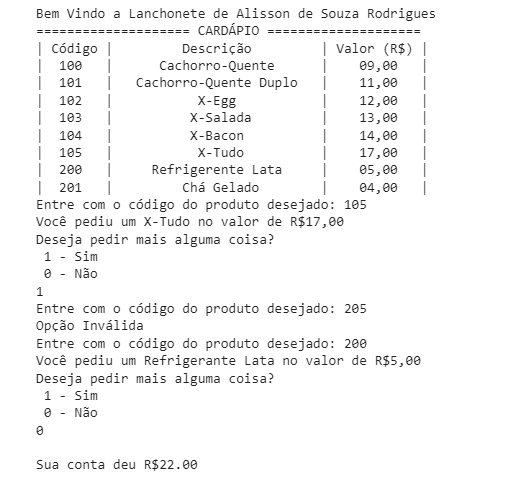 Bem Vindo a Lanchonete de Alisson de Souza Rodrigues
==================== CARDÁPIO ====================
| Código | Descrição | Valor (R$) |
| 100 | Cachorro-Quente | 09,00 |
| 101 | Cachorro-Quente Duplo | 11,00 |
| 102 | X-Egg | 12,00 |
| 103 | X-Salada | 13,00 |
| 104 | X-Bacon | 14,00 |
| 105 | X-Tudo | 17,00 |
| 200 | Refrigerente Lata | 05,00 |
| 201 | Chá Gelado | 04,00 |
Entre com o código do produto desejado: 105
Você pediu um X-Tudo no valor de R$17,00
Deseja pedir mais alguma coisa?
1 - Sim
0 - Não
1
Entre com o código do produto desejado: 205
Opção Inválida
Entre com o código do produto desejado: 200
Você pediu um Refrigerante Lata no valor de R$5,00
Deseja pedir mais alguma coisa?
1 - Sim
0 - Não
0
Sua conta deu R$22.00